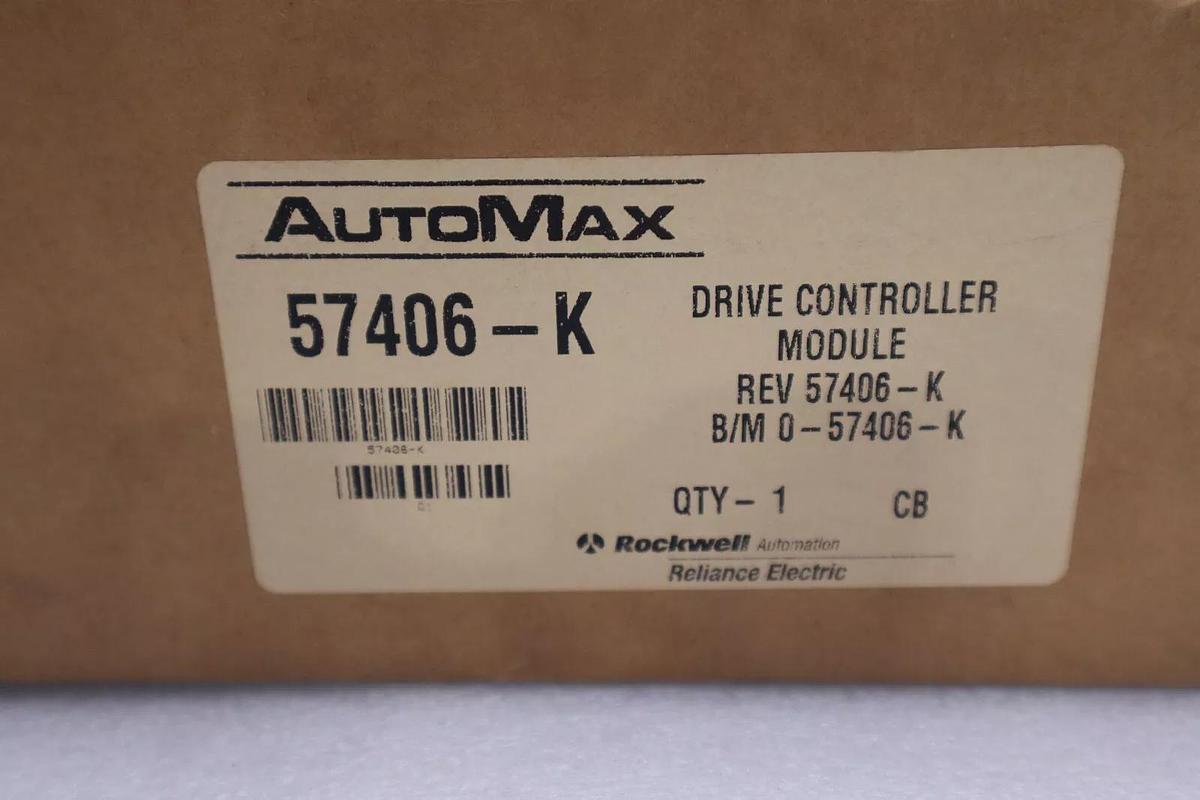 AUTOMAX
57406-K
57406-K
DRIVE CONTROLLER
MODULE
REV 57406-K
B/M 0-57406-K
QTY- 1 CB
Rockwell Automation
Reliance Electric